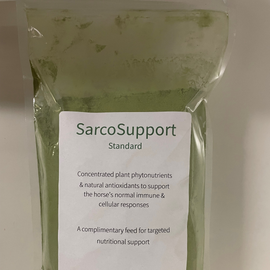 SarcoSupport
Standard
Concentrated plant phytonutrients
& natural antioxidants to support
the horse's normal immune &
cellular responses
A complimentary feed for targeted
nutritional support